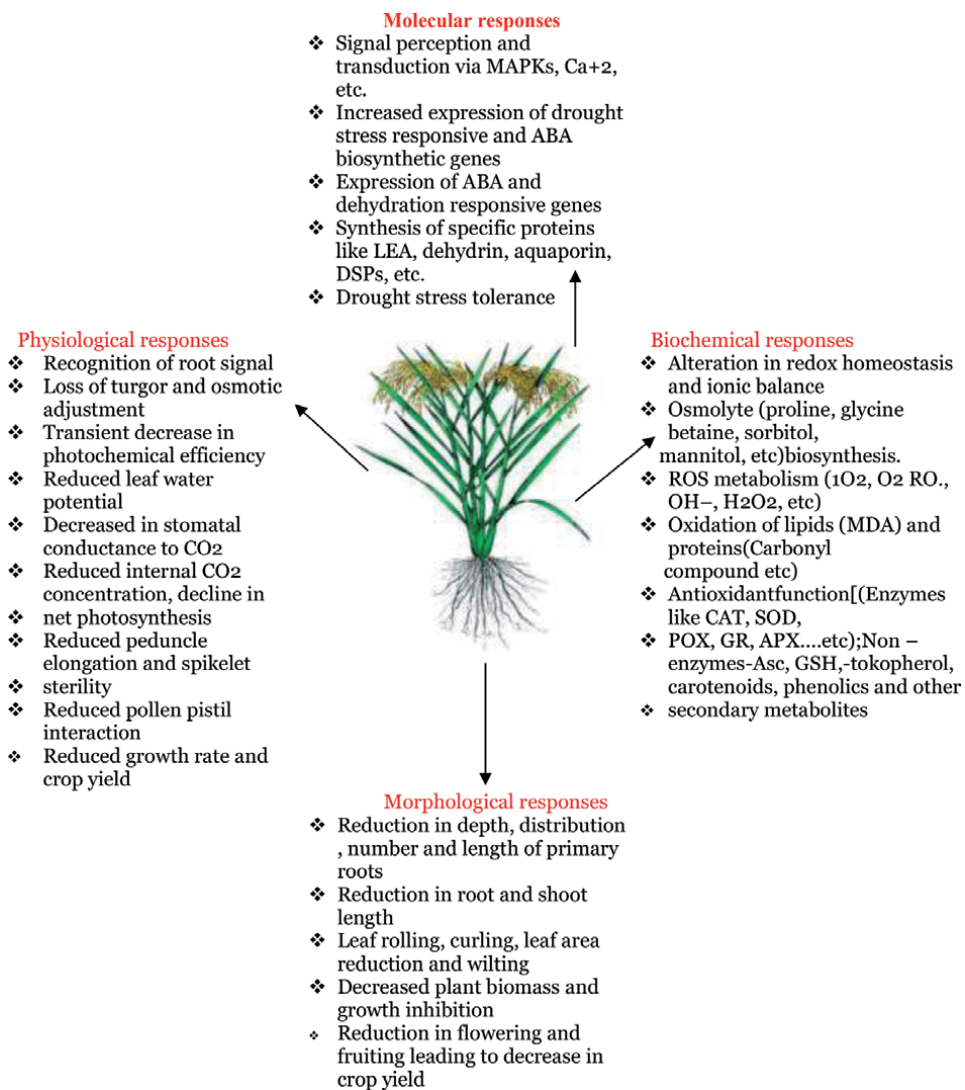 Molecular responses
❖ Signal perception and
transduction via MAPKs, Ca+2,
etc.
❖ Increased expression of drought
stress responsive and ABA
biosynthetic genes
❖ Expression of ABA and
dehydration responsive genes
❖ Synthesis of specific proteins
like LEA, dehydrin, aquaporin,
DSPs, etc.
❖ Drought stress tolerance
Physiological responses
❖ Recognition of root signal
❖ Loss of turgor and osmotic
adjustment
❖ Transient decrease in
photochemical efficiency
❖ Reduced leaf water
potential
❖ Decreased in stomatal
conductance to CO2
❖ Reduced internal CO2
concentration, decline in
❖ net photosynthesis
❖ Reduced peduncle
elongation and spikelet
❖ sterility
❖ Reduced pollen pistil
interaction
❖ Reduced growth rate and
crop yield
Biochemical responses
❖ Alteration in redox homeostasis
and ionic balance
❖ Osmolyte (proline, glycine
betaine, sorbitol,
mannitol, etc)biosynthesis.
❖ ROS metabolism (1O2, O2 RO.,
OH–, H2O2, etc)
❖ Oxidation of lipids (MDA) and
proteins(Carbonyl
compound etc)
❖ Antioxidantfunction[(Enzymes
like CAT, SOD,
❖ POX, GR, APX....etc);Non –
enzymes-Asc, GSH,-tokopherol,
carotenoids, phenolics and other
❖ secondary metabolites
Morphological responses
❖ Reduction in depth, distribution
, number and length of primary
roots
❖ Reduction in root and shoot
length
❖ Leaf rolling, curling, leaf area
reduction and wilting
❖ Decreased plant biomass and
growth inhibition
❖ Reduction in flowering and
fruiting leading to decrease in
crop yield